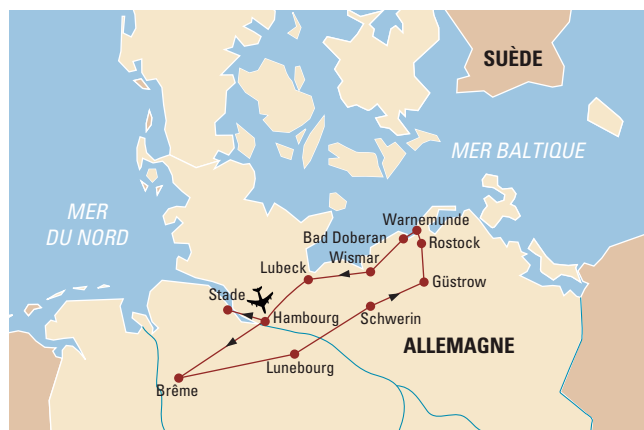 SUÈDE
MER BALTIQUE
MER
DU NORD
Warnemunde
Bad Doberan
Rostock
Wismar
Lubeck
Güstrow
Stade
Hambourg
Schwerin
ALLEMAGNE
Lunebourg
Brême